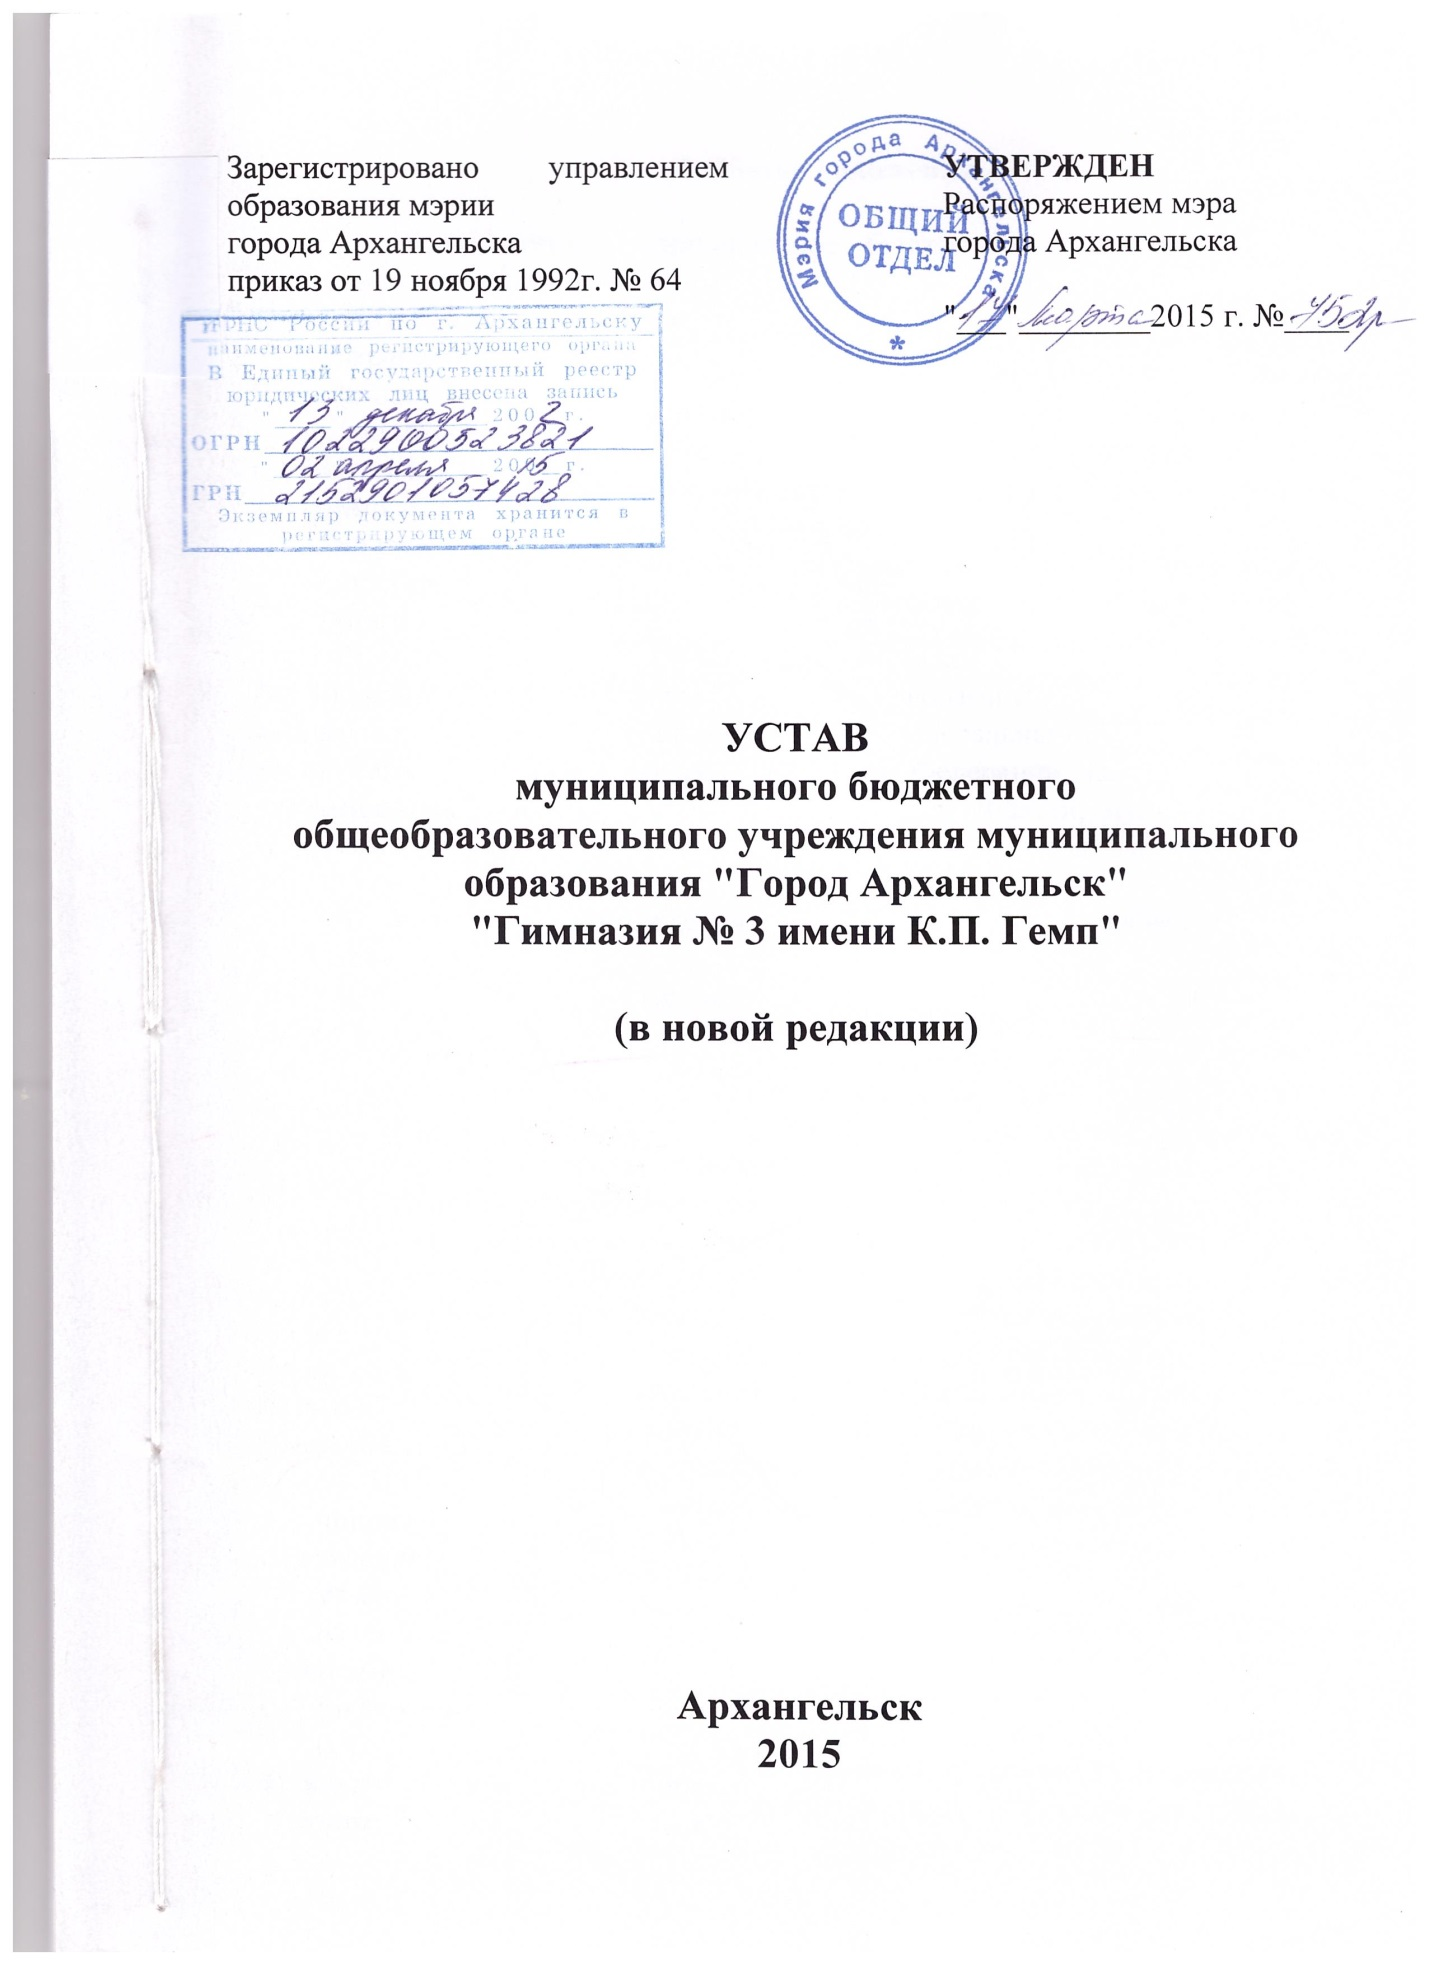 Зарегистрировано управлением
образования мэрии
города Архангельска
приказ от 19 ноября 1992г. № 64
ИФНС России по г. Архангельску
наименование регистрирующего органа
В Единый государственный реестр
юридических лиц внесена запись
"13" декабря 2002 г.
ОГРН 1022900523821
"02 апреля 2015 г.
ГРН 2152901057428
Экземпляр документа хранится в
регистрирующем органе
Мэрия города Архангельска
ОБЩИЙ
ОТДЕЛ
*
УТВЕРЖДЕН
Распоряжением мэра
города Архангельска
"17" марта 2015 г. № 752р
УСТАВ
муниципального бюджетного
общеобразовательного учреждения муниципального
образования "Город Архангельск"
"Гимназия № 3 имени К.П. Гемп"
(в новой редакции)
Архангельск
2015